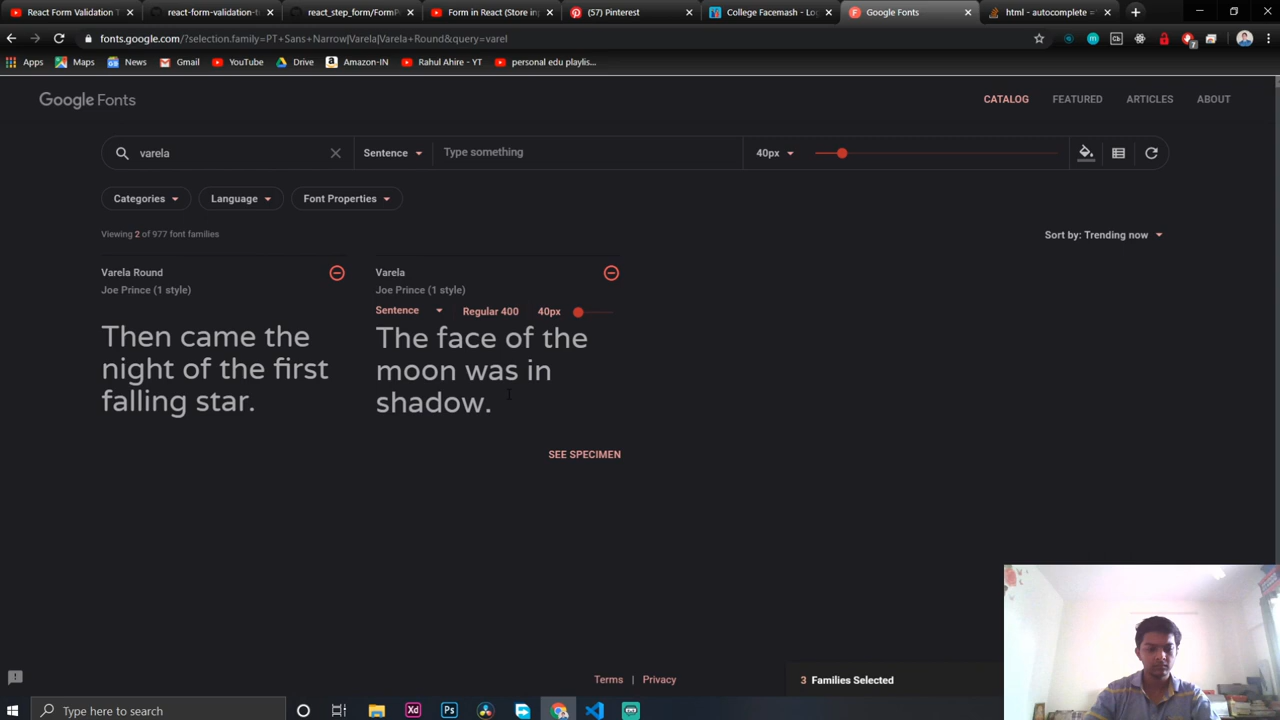 React Form Validation T
react-form-validation-tu
react_step_form/FormP
Form in React (Store in
(57) Pinterest
College Facemash - Lo
Google Fonts
html - autocomplete =
fonts.google.com/?selection.family=PT+Sans+Narrow|Varela|Varela+Round&query=varel
Apps
Maps
News
Gmail
YouTube
Drive
Amazon-IN
Rahul Ahire - YT
personal edu playlis...
Google Fonts
CATALOG
FEATURED
ARTICLES
ABOUT
varela
Sentence
Type something
40px
Categories
Language
Font Properties
Viewing 2 of 977 font families
Sort by: Trending now
Varela Round
Joe Prince (1 style)
Then came the
night of the first
falling star.
Varela
Joe Prince (1 style)
Sentence
Regular 400
40px
The face of the
moon was in
shadow.
SEE SPECIMEN
Terms | Privacy
3 Families Selected
Type here to search
Xd
Ps